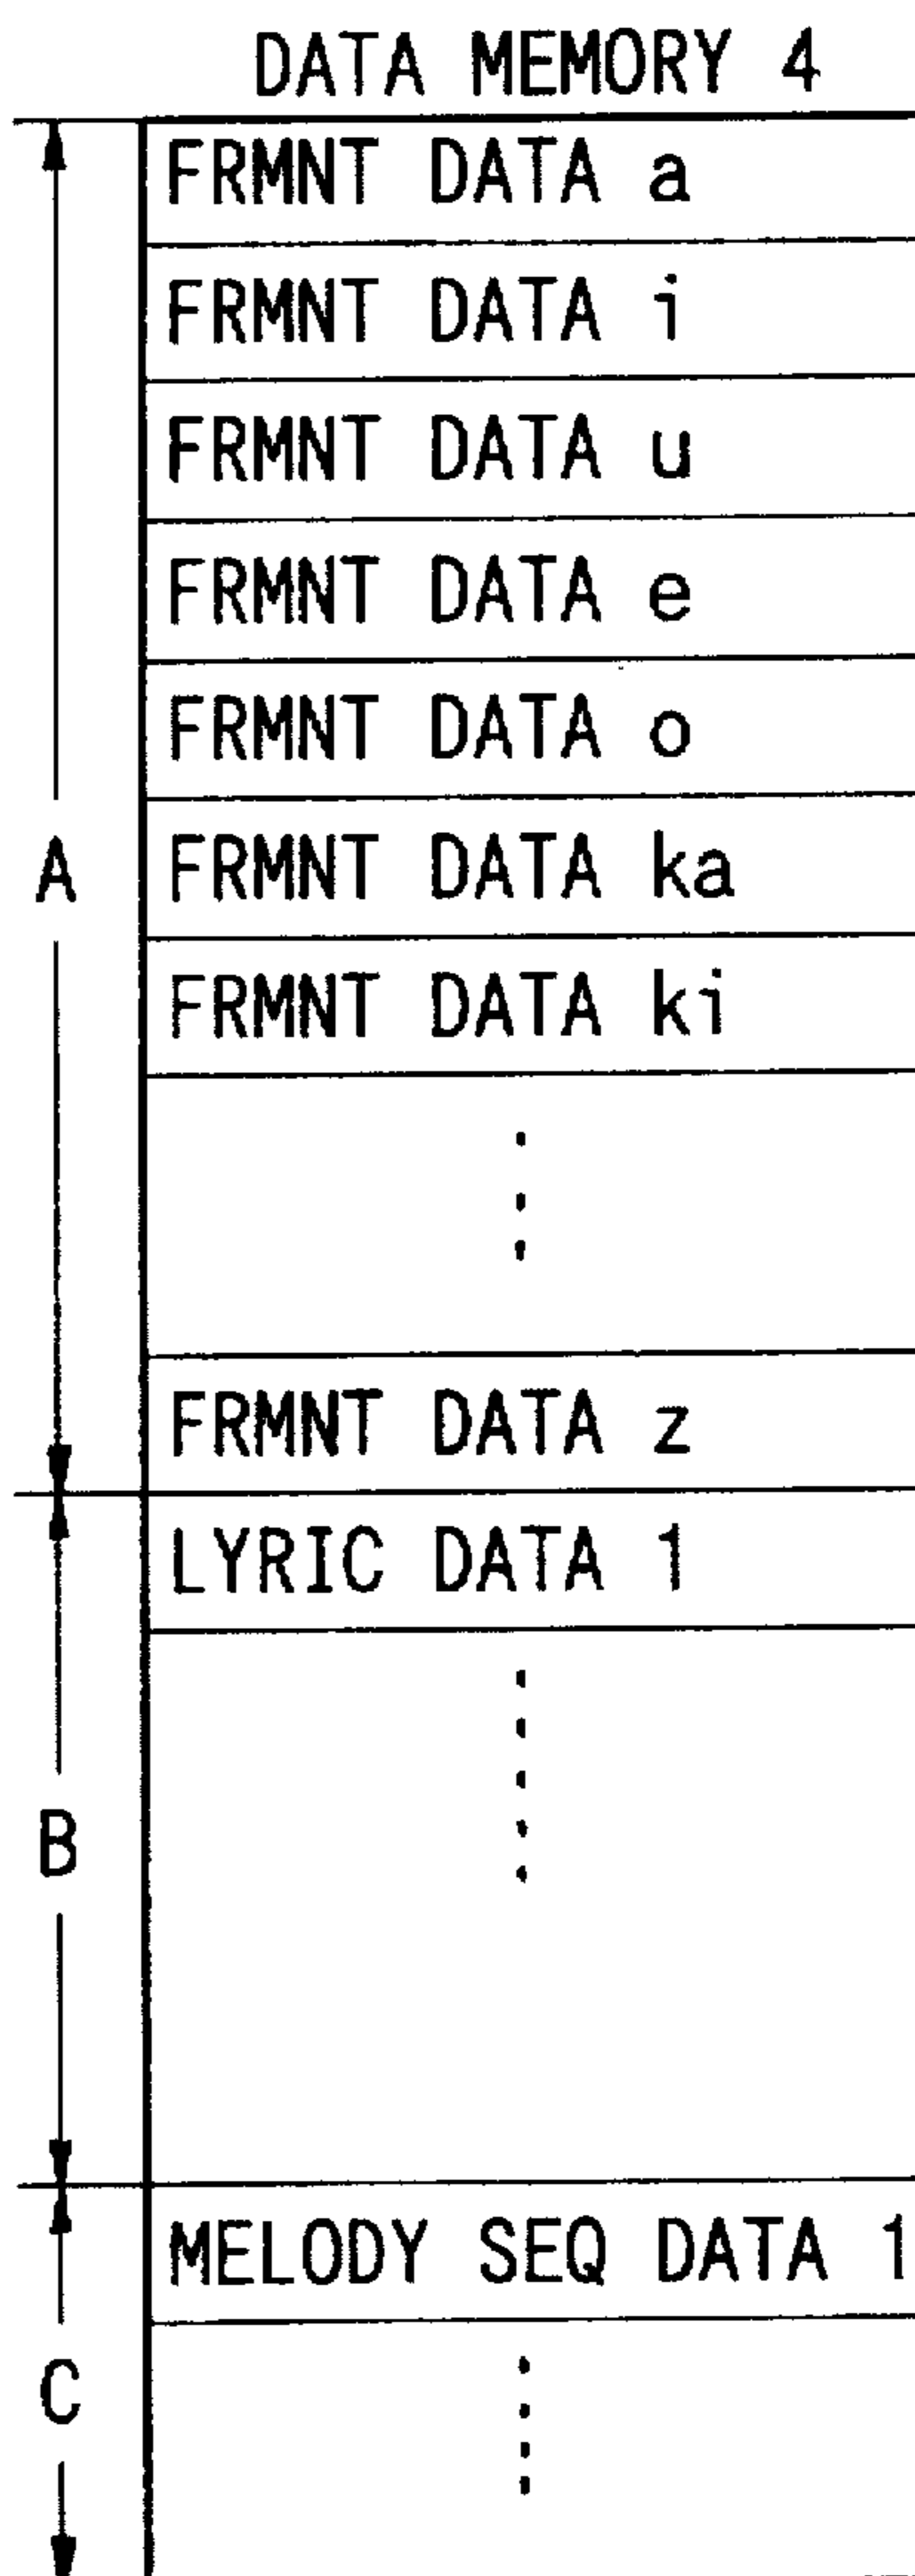 DATA MEMORY 4
FRMNT DATA a
FRMNT DATA i
FRMNT DATA u
FRMNT DATA e
FRMNT DATA o
A
FRMNT DATA ka
FRMNT DATA ki
FRMNT DATA z
LYRIC DATA 1
B
MELODY SEQ DATA 1
C